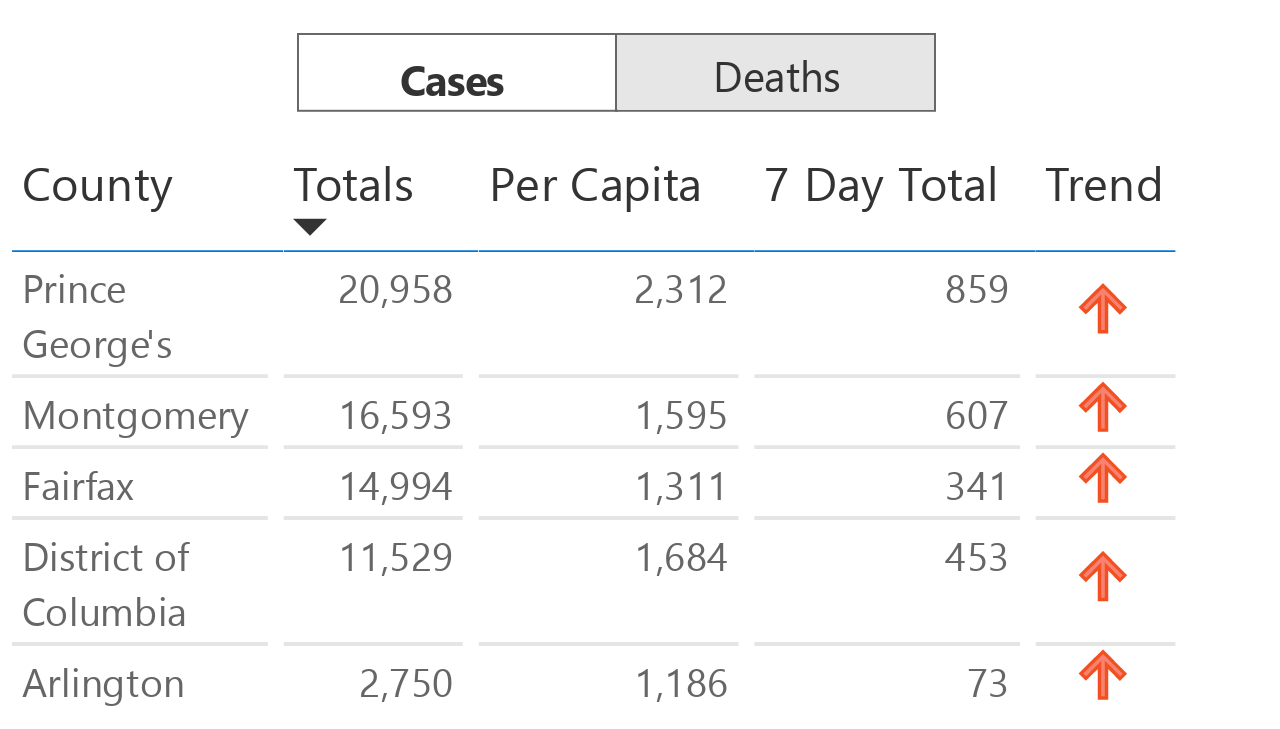 Cases Deaths
County Totals Per Capita 7 Day Total Trend
Prince 20,958 2,312 859
George's
Montgomery 16,593 1,595 607
Fairfax 14,994 1,311 341
District of 11,529 1,684 453
Columbia
Arlington 2,750 1,186 73